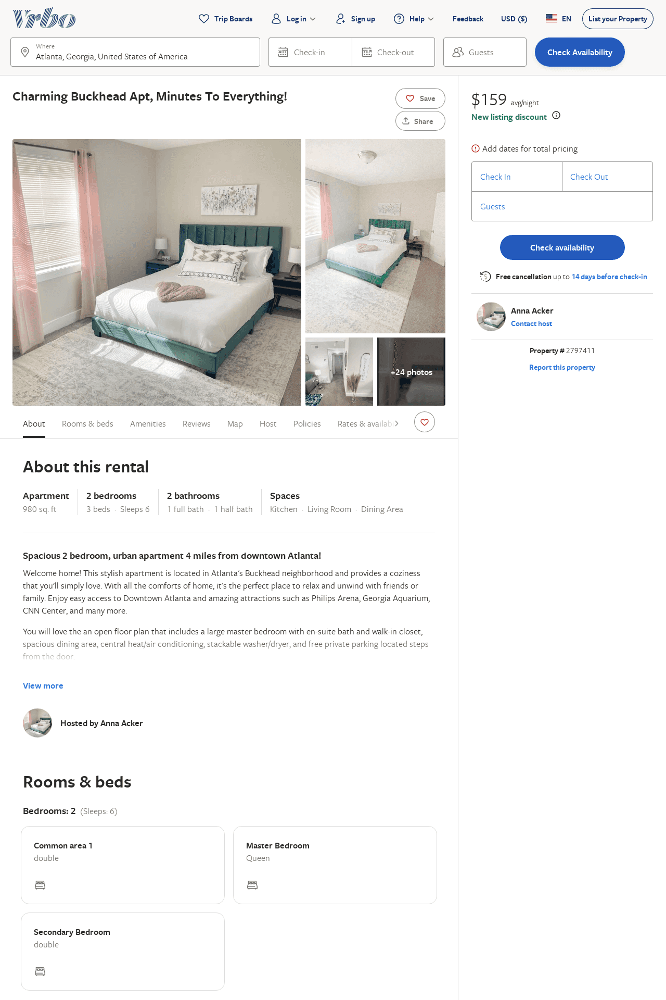 Vrbo
Trip Boards
Log in
Sign up
Help
Feedback
USD ($)
EN
List your Property
Where
Atlanta, Georgia, United States of America
Check-in
Check-out
Guests
Check Availability
Charming Buckhead Apt, Minutes To Everything!
Save
Share
+24 photos
$159 avg/night
New listing discount
Add dates for total pricing
Check In
Check Out
Guests
Check availability
Free cancellation up to 14 days before check-in
Anna Acker
Contact host
Property # 2797411
Report this property
About
Rooms & beds
Amenities
Reviews
Map
Host
Policies
Rates & availab
About this rental
Apartment
980 sq. ft
2 bedrooms
3 beds · Sleeps 6
2 bathrooms
1 full bath · 1 half bath
Spaces
Kitchen · Living Room · Dining Area
Spacious 2 bedroom, urban apartment 4 miles from downtown Atlanta!
Welcome home! This stylish apartment is located in Atlanta's Buckhead neighborhood and provides a coziness
that you'll simply love. With all the comforts of home, it's the perfect place to relax and unwind with friends or
family. Enjoy easy access to Downtown Atlanta and amazing attractions such as Philips Arena, Georgia Aquarium,
CNN Center, and many more.
You will love the an open floor plan that includes a large master bedroom with en-suite bath and walk-in closet,
spacious dining area, central heat/air conditioning, stackable washer/dryer, and free private parking located steps
from the door.
View more
Hosted by Anna Acker
Rooms & beds
Bedrooms: 2 (Sleeps: 6)
Common area 1
double
Master Bedroom
Queen
Secondary Bedroom
double